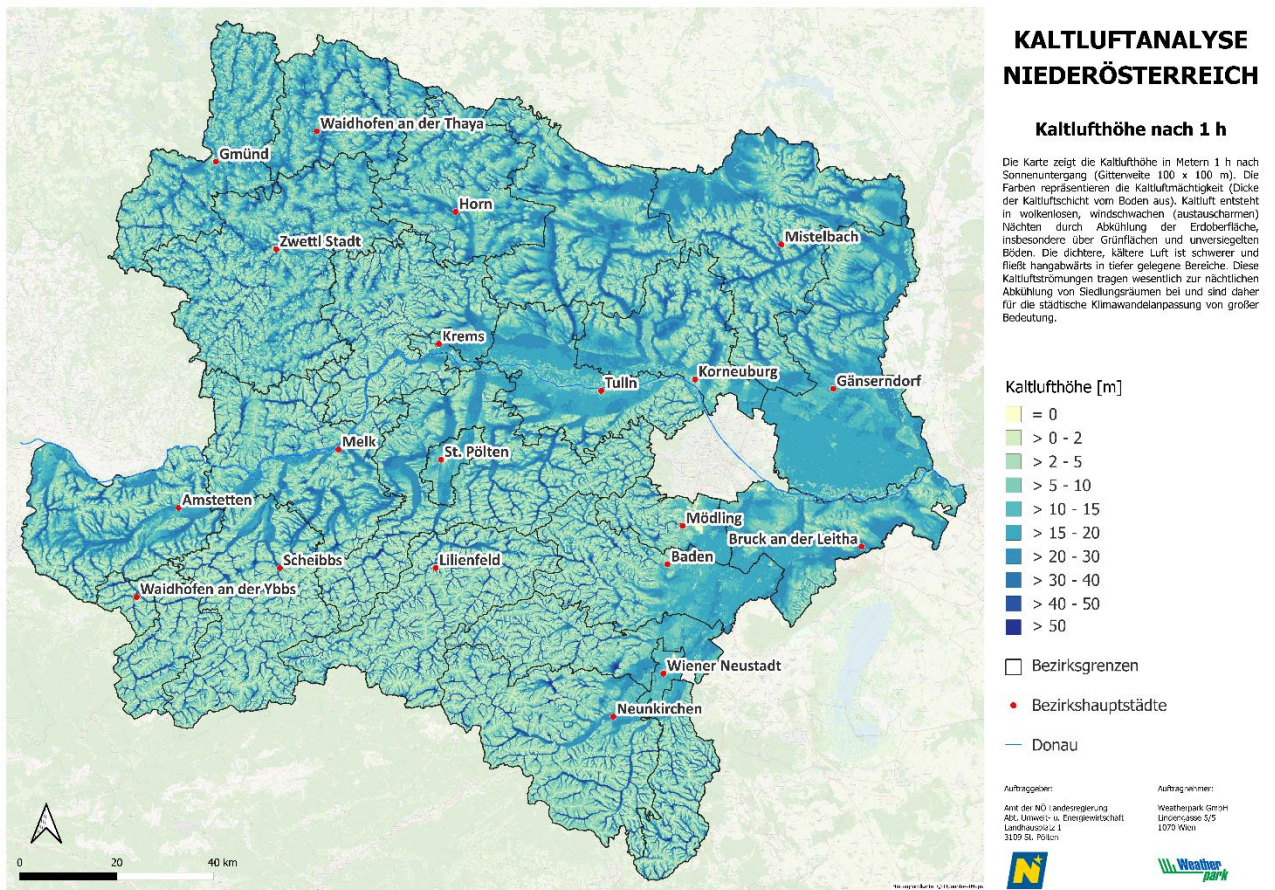 KALTLUFTANALYSE
NIEDERÖSTERREICH
Kaltlufthöhe nach 1 h
Die Karte zeigt die Kaltlufthöhe in Metern 1 h nach
Sonnenuntergang (Gitterweite 100 x 100 m). Die
Farben repräsentieren die Kaltluftmächtigkeit (Dicke
der Kaltluftschicht vom Boden aus). Kaltluft entsteht
in wolkenlosen, windschwachen (austauscharmen)
Nächten durch Abkühlung der Erdoberfläche,
insbesondere über Grünflächen und unversiegelten
Böden. Die dichtere, kältere Luft ist schwerer und
fließt hangabwärts in tiefer gelegene Bereiche. Diese
Kaltluftströmungen tragen wesentlich zur nächtlichen
Abkühlung von Siedlungsräumen bei und sind daher
für die städtische Klimawandelanpassung von großer
Bedeutung.
Waidhofen an der Thaya
Gmünd
Horn
Zwettl Stadt
Mistelbach
Krems
Korneuburg
Tulln
Gänserndorf
Melk
St. Pölten
Amstetten
Mödling
Bruck an der Leitha
Baden
Scheibbs
Lilienfeld
Waidhofen an der Ybbs
Wiener Neustadt
Neunkirchen
Kaltlufthöhe [m]
= 0
> 0 - 2
> 2 - 5
> 5 - 10
> 10 - 15
> 15 - 20
> 20 - 30
> 30 - 40
> 40 - 50
> 50
Bezirksgrenzen
Bezirkshauptstädte
Donau
Auftraggeber:
Amt der NÖ Landesregierung
Abt. Umwelt- u. Energiewirtschaft
Landhausplatz 1
3109 St. Pölten
Auftragnehmer:
Weatherpark GmbH
Lindengasse 5/5
1070 Wien
N
Weather
park
0 20 40 km